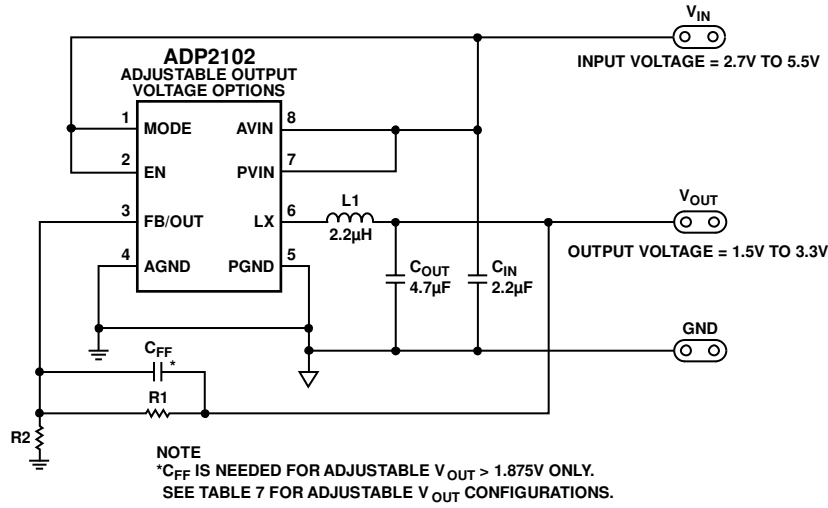 V_IN
INPUT VOLTAGE = 2.7V TO 5.5V
ADP2102
ADJUSTABLE OUTPUT
VOLTAGE OPTIONS
1 MODE AVIN 8
2 EN PVIN 7
3 FB/OUT LX 6
4 AGND PGND 5
L1
2.2µH
V_OUT
OUTPUT VOLTAGE = 1.5V TO 3.3V
C_OUT
4.7µF
C_IN
2.2µF
GND
C_FF
*
R1
R2
NOTE
*C_FF IS NEEDED FOR ADJUSTABLE V_OUT > 1.875V ONLY.
SEE TABLE 7 FOR ADJUSTABLE V_OUT CONFIGURATIONS.